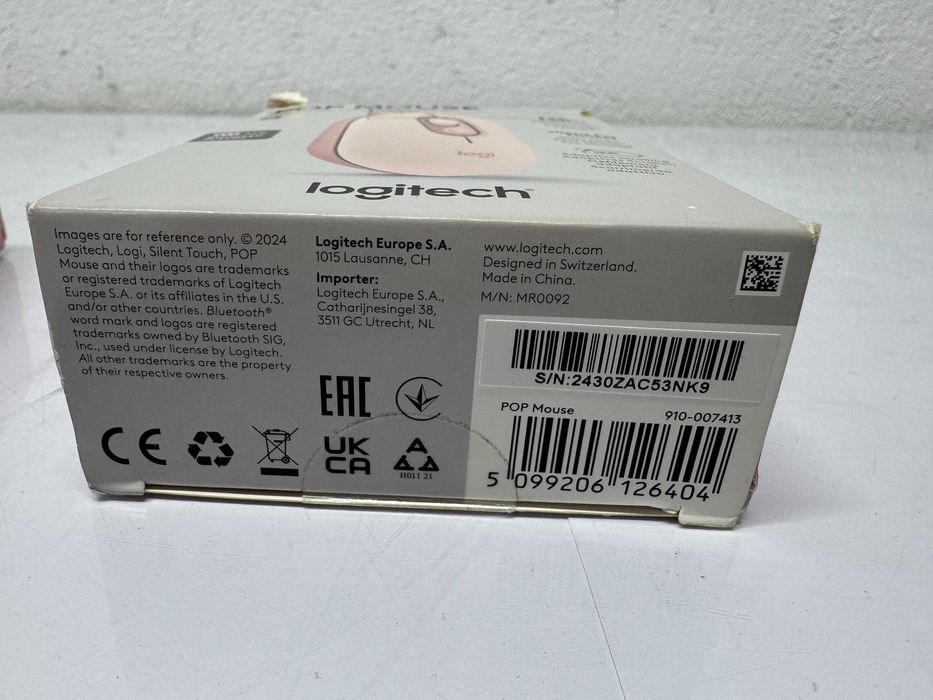 POP MOUSE
logi
logitech
Images are for reference only. © 2024
Logitech, Logi, Silent Touch, POP
Mouse and their logos are trademarks
or registered trademarks of Logitech
Europe S.A. or its affiliates in the U.S.
and/or other countries. Bluetooth®
word mark and logos are registered
trademarks owned by Bluetooth SIG,
Inc., used under license by Logitech.
All other trademarks are the property
of their respective owners.
Logitech Europe S.A.
1015 Lausanne, CH
Importer:
Logitech Europe S.A.,
Catharijnesingel 38,
3511 GC Utrecht, NL
www.logitech.com
Designed in Switzerland.
Made in China.
M/N: MR0092
S/N:2430ZAC53NK9
POP Mouse 910-007413
5 099206 126404
EAC
CE
UK
CA
H011 21